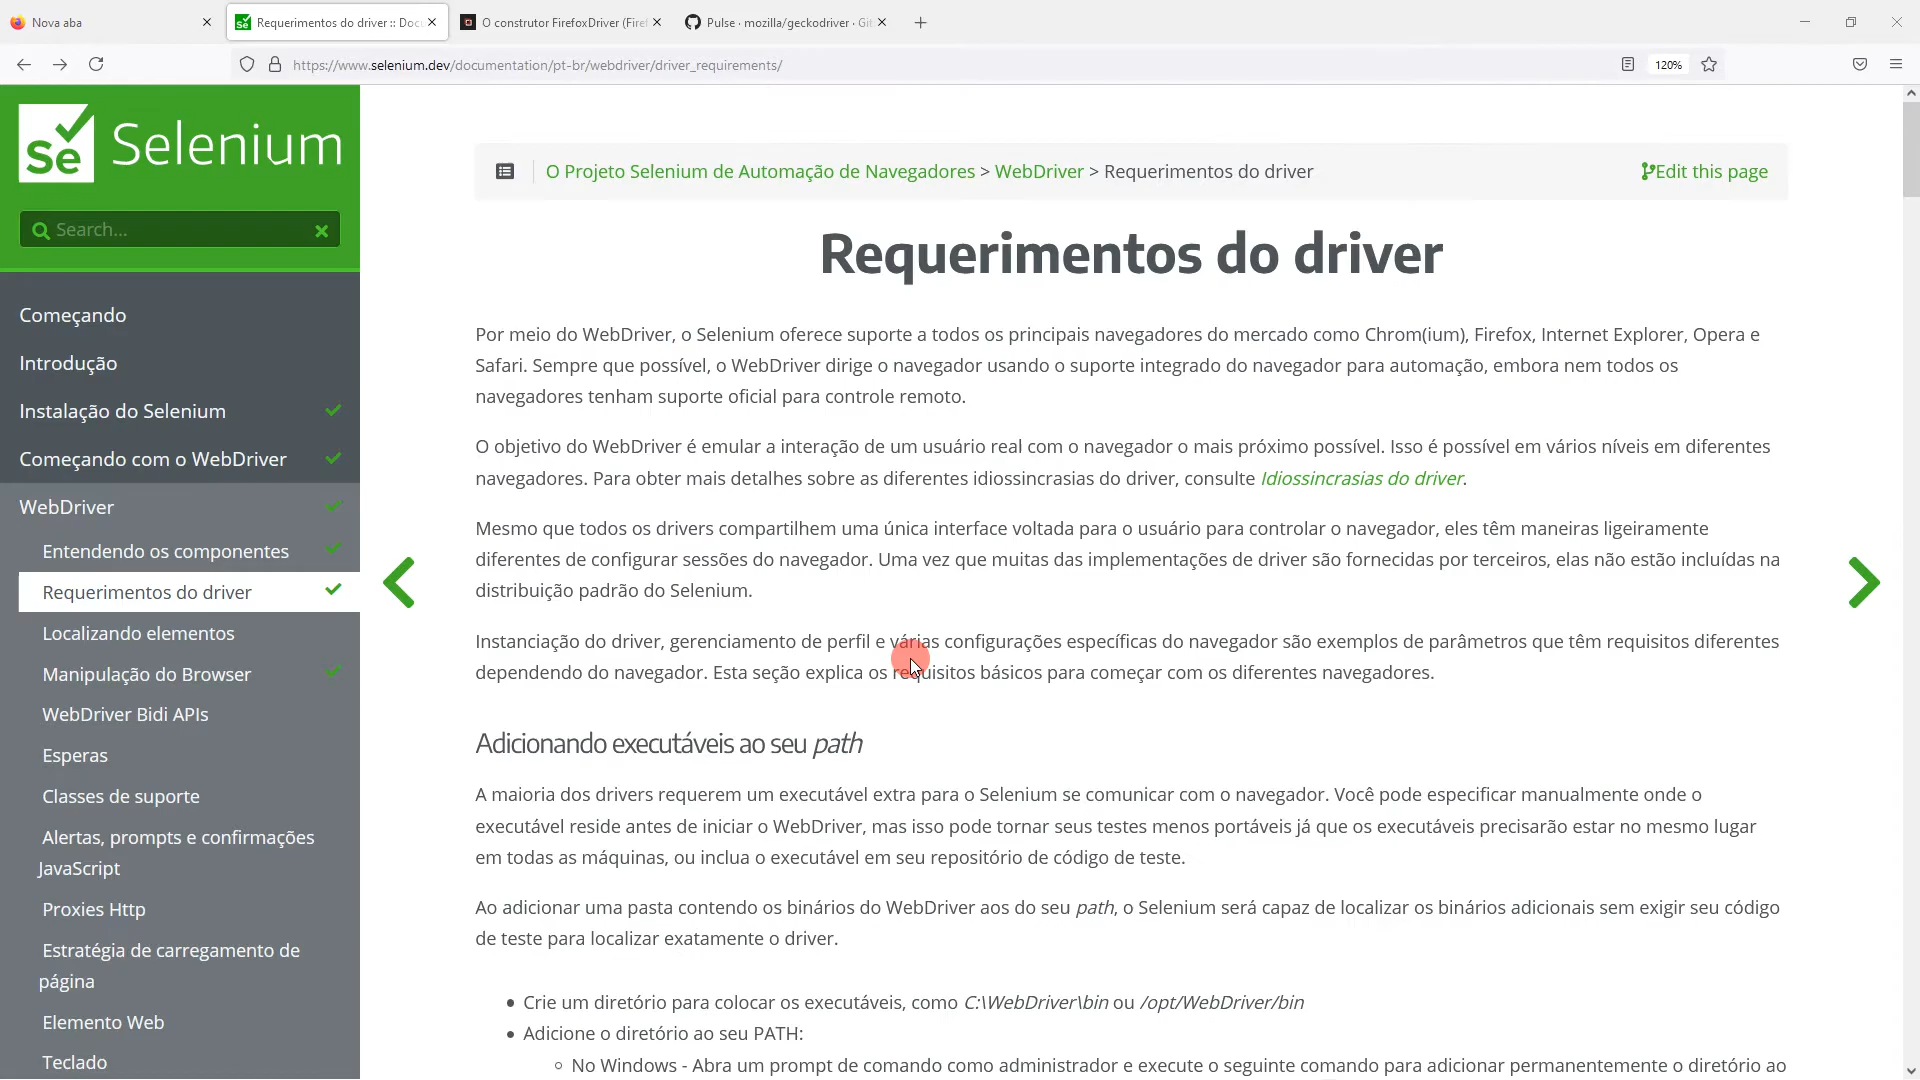 Nova aba
Requerimentos do driver :: Docu
O construtor FirefoxDriver (Firef
Pulse · mozilla/geckodriver · Git
https://www.selenium.dev/documentation/pt-br/webdriver/driver_requirements/
120%
se Selenium
Search...
Começando
Introdução
Instalação do Selenium
Começando com o WebDriver
WebDriver
Entendendo os componentes
Requerimentos do driver
Localizando elementos
Manipulação do Browser
WebDriver Bidi APIs
Esperas
Classes de suporte
Alertas, prompts e confirmações
JavaScript
Proxies Http
Estratégia de carregamento de
página
Elemento Web
Teclado
O Projeto Selenium de Automação de Navegadores > WebDriver > Requerimentos do driver
Edit this page
Requerimentos do driver
Por meio do WebDriver, o Selenium oferece suporte a todos os principais navegadores do mercado como Chrom(ium), Firefox, Internet Explorer, Opera e
Safari. Sempre que possível, o WebDriver dirige o navegador usando o suporte integrado do navegador para automação, embora nem todos os
navegadores tenham suporte oficial para controle remoto.
O objetivo do WebDriver é emular a interação de um usuário real com o navegador o mais próximo possível. Isso é possível em vários níveis em diferentes
navegadores. Para obter mais detalhes sobre as diferentes idiossincrasias do driver, consulte Idiossincrasias do driver.
Mesmo que todos os drivers compartilhem uma única interface voltada para o usuário para controlar o navegador, eles têm maneiras ligeiramente
diferentes de configurar sessões do navegador. Uma vez que muitas das implementações de driver são fornecidas por terceiros, elas não estão incluídas na
distribuição padrão do Selenium.
Instanciação do driver, gerenciamento de perfil e várias configurações específicas do navegador são exemplos de parâmetros que têm requisitos diferentes
dependendo do navegador. Esta seção explica os requisitos básicos para começar com os diferentes navegadores.
Adicionando executáveis ao seu path
A maioria dos drivers requerem um executável extra para o Selenium se comunicar com o navegador. Você pode especificar manualmente onde o
executável reside antes de iniciar o WebDriver, mas isso pode tornar seus testes menos portáveis já que os executáveis precisarão estar no mesmo lugar
em todas as máquinas, ou inclua o executável em seu repositório de código de teste.
Ao adicionar uma pasta contendo os binários do WebDriver aos do seu path, o Selenium será capaz de localizar os binários adicionais sem exigir seu código
de teste para localizar exatamente o driver.
Crie um diretório para colocar os executáveis, como C:\WebDriver\bin ou /opt/WebDriver/bin
Adicione o diretório ao seu PATH:
No Windows - Abra um prompt de comando como administrador e execute o seguinte comando para adicionar permanentemente o diretório ao